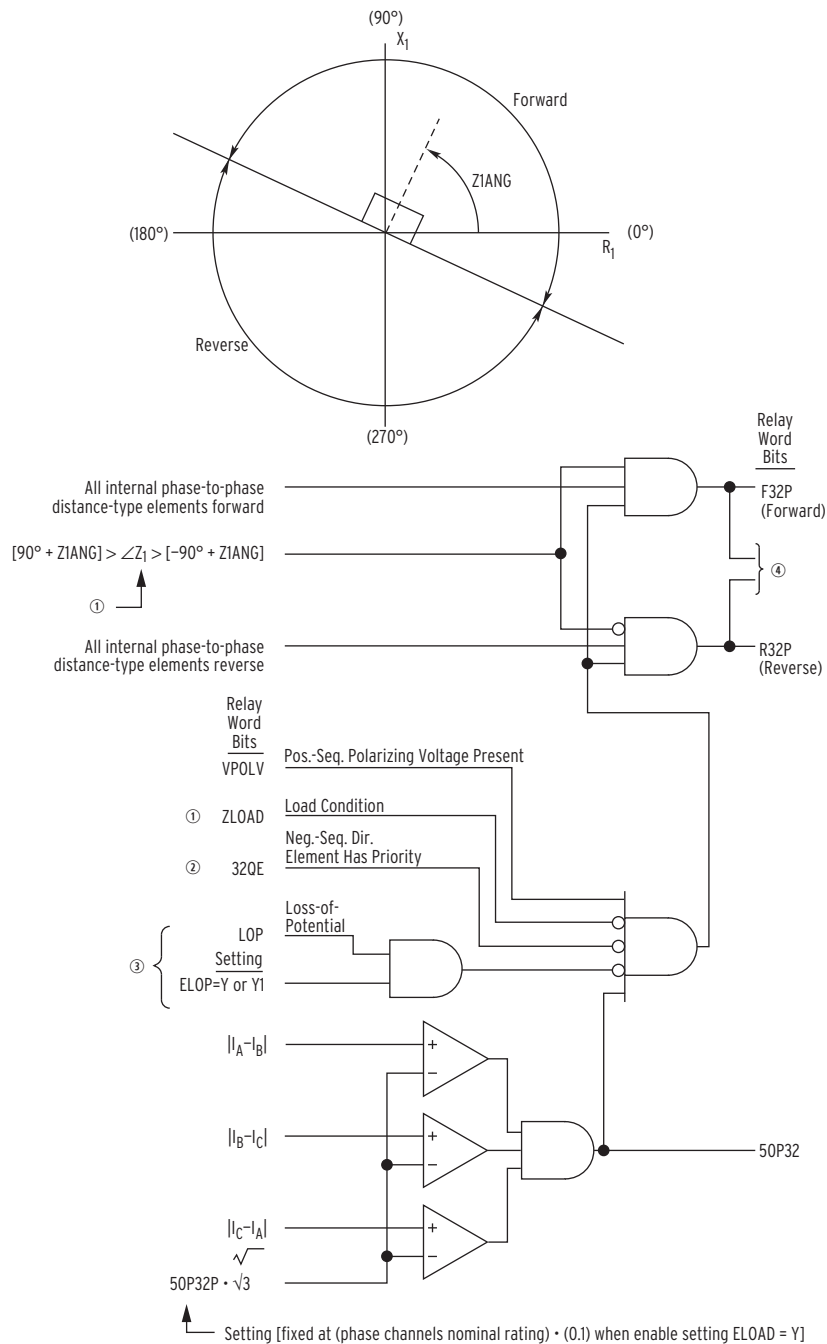 (90°)
X1
Forward
Z1ANG
(180°)
R1
(0°)
Reverse
(270°)
Relay
Word
Bits
All internal phase-to-phase
distance-type elements forward
F32P
(Forward)
[90° + Z1ANG] > ∠Z1 > [−90° + Z1ANG]
④
①
All internal phase-to-phase
distance-type elements reverse
R32P
(Reverse)
Relay
Word
Bits
VPOLV
Pos.-Seq. Polarizing Voltage Present
① ZLOAD
Load Condition
Neg.-Seq. Dir.
② 32QE
Element Has Priority
Loss-of-
Potential
LOP
③
Setting
ELOP=Y or Y1
|IA−IB|
+
−
|IB−IC|
+
−
50P32
|IC−IA|
+
−
√
50P32P • √3
Setting [fixed at (phase channels nominal rating) • (0.1) when enable setting ELOAD = Y]